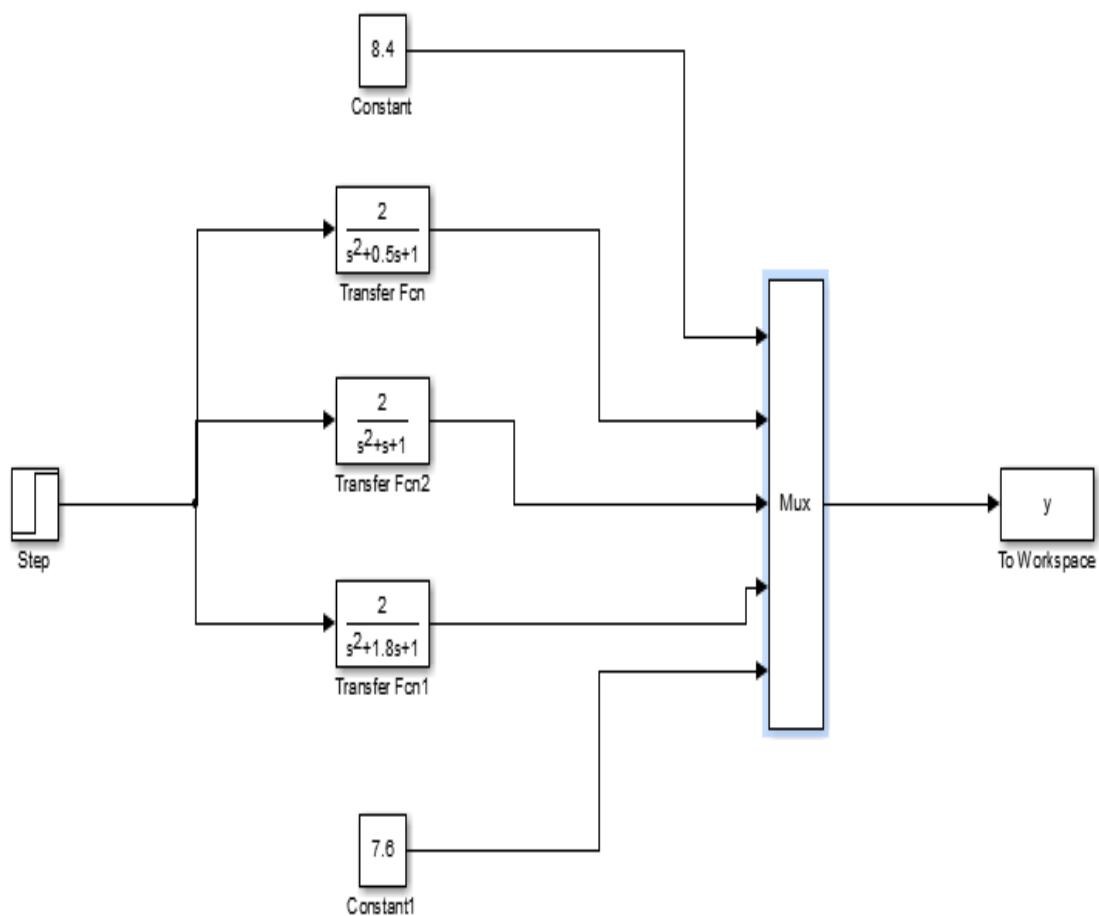 8.4
Constant
2
s²+0.5s+1
Transfer Fcn
2
s²+s+1
Transfer Fcn2
Step
Mux
y
To Workspace
2
s²+1.8s+1
Transfer Fcn1
7.6
Constant1